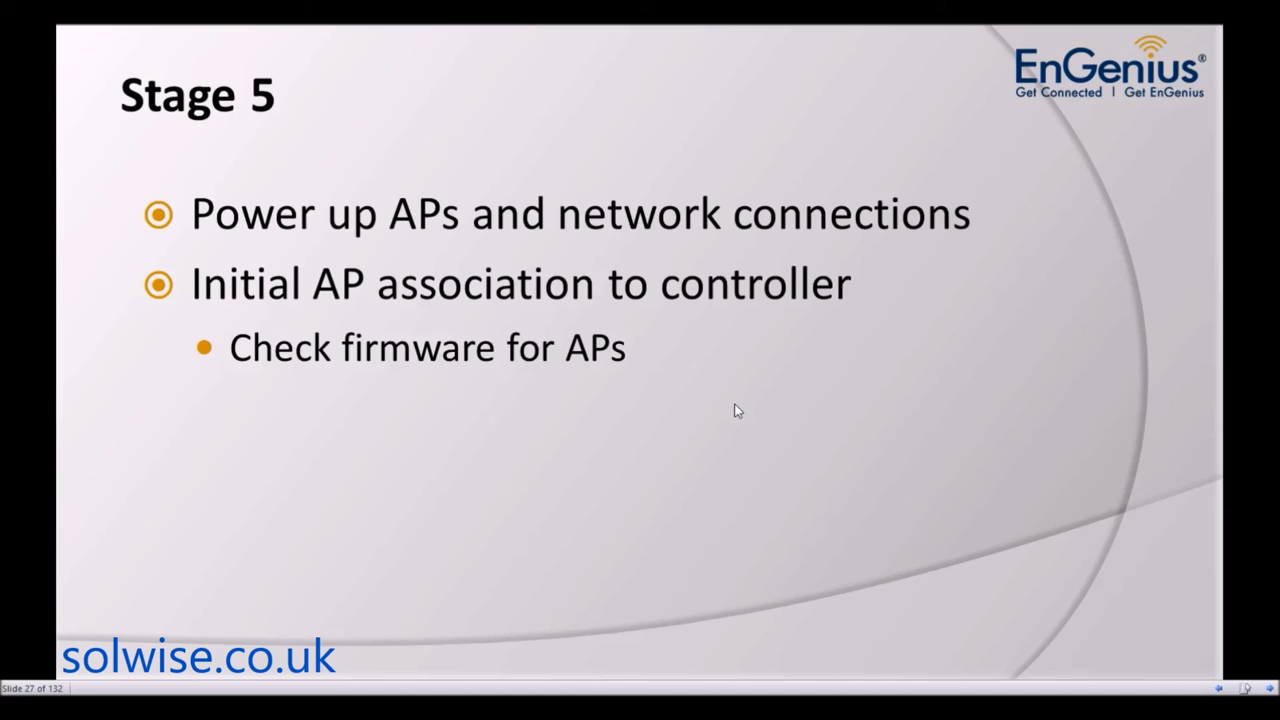 EnGenius®
Get Connected | Get EnGenius
Stage 5
Power up APs and network connections
Initial AP association to controller
Check firmware for APs
solwise.co.uk
Slide 27 of 132